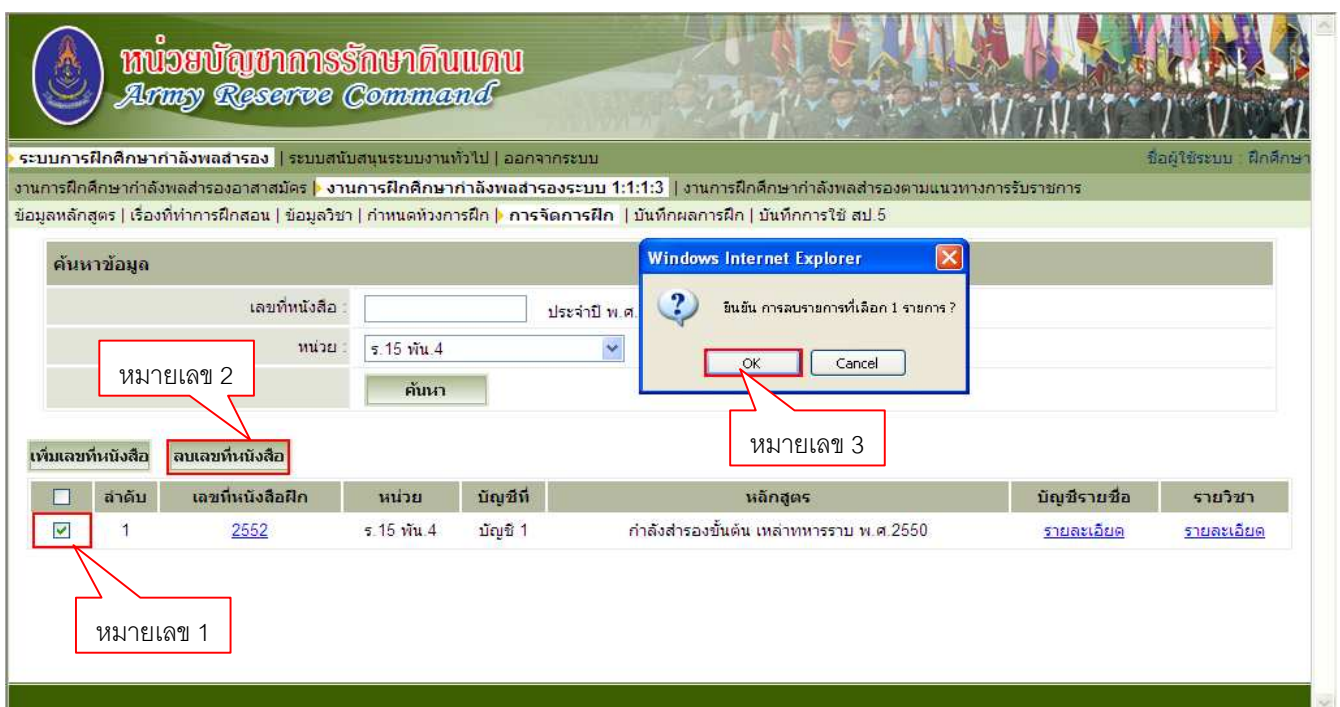 หน่วยบัญชาการรักษาดินแดน
Army Reserve Command
ระบบการฝึกศึกษากำลังพลสำรอง | ระบบสนับสนุนระบบงานทั่วไป | ออกจากระบบ
ชื่อผู้ใช้ระบบ : ฝึกศึกษา
งานการฝึกศึกษากำลังพลสำรองอาสาสมัคร | งานการฝึกศึกษากำลังพลสำรองระบบ 1:1:1:3 | งานการฝึกศึกษากำลังพลสำรองตามแนวทางการรับราชการ
ข้อมูลหลักสูตร | เรื่องที่ทำการฝึกสอน | ข้อมูลวิชา | กำหนดห้วงการฝึก | การจัดการฝึก | บันทึกผลการฝึก | บันทึกการใช้ สป.5
ค้นหาข้อมูล
เลขที่หนังสือ :
ประจำปี พ.ศ.
หน่วย :
ร.15 พัน.4
ค้นหา
Windows Internet Explorer
ยืนยัน การลบรายการที่เลือก 1 รายการ ?
OK
Cancel
หมายเลข 2
หมายเลข 3
เพิ่มเลขที่หนังสือ
ลบเลขที่หนังสือ
ลำดับ เลขที่หนังสือฝึก หน่วย บัญชีที่ หลักสูตร บัญชีรายชื่อ รายวิชา
1 2552 ร.15 พัน.4 บัญชี 1 กำลังสำรองขั้นต้น เหล่าทหารราบ พ.ศ.2550 รายละเอียด รายละเอียด
หมายเลข 1